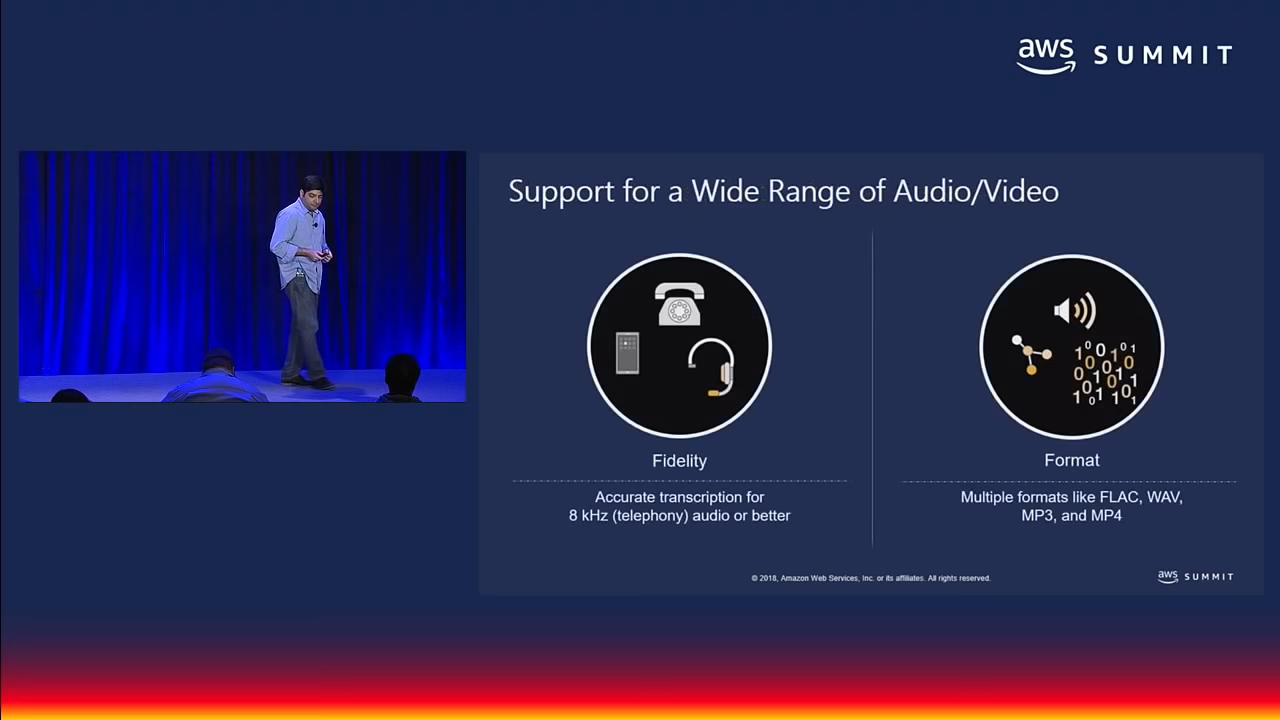 aws SUMMIT
Support for a Wide Range of Audio/Video
Fidelity
Accurate transcription for
8 kHz (telephony) audio or better
Format
Multiple formats like FLAC, WAV,
MP3, and MP4
© 2018, Amazon Web Services, Inc. or its affiliates. All rights reserved.
aws SUMMIT